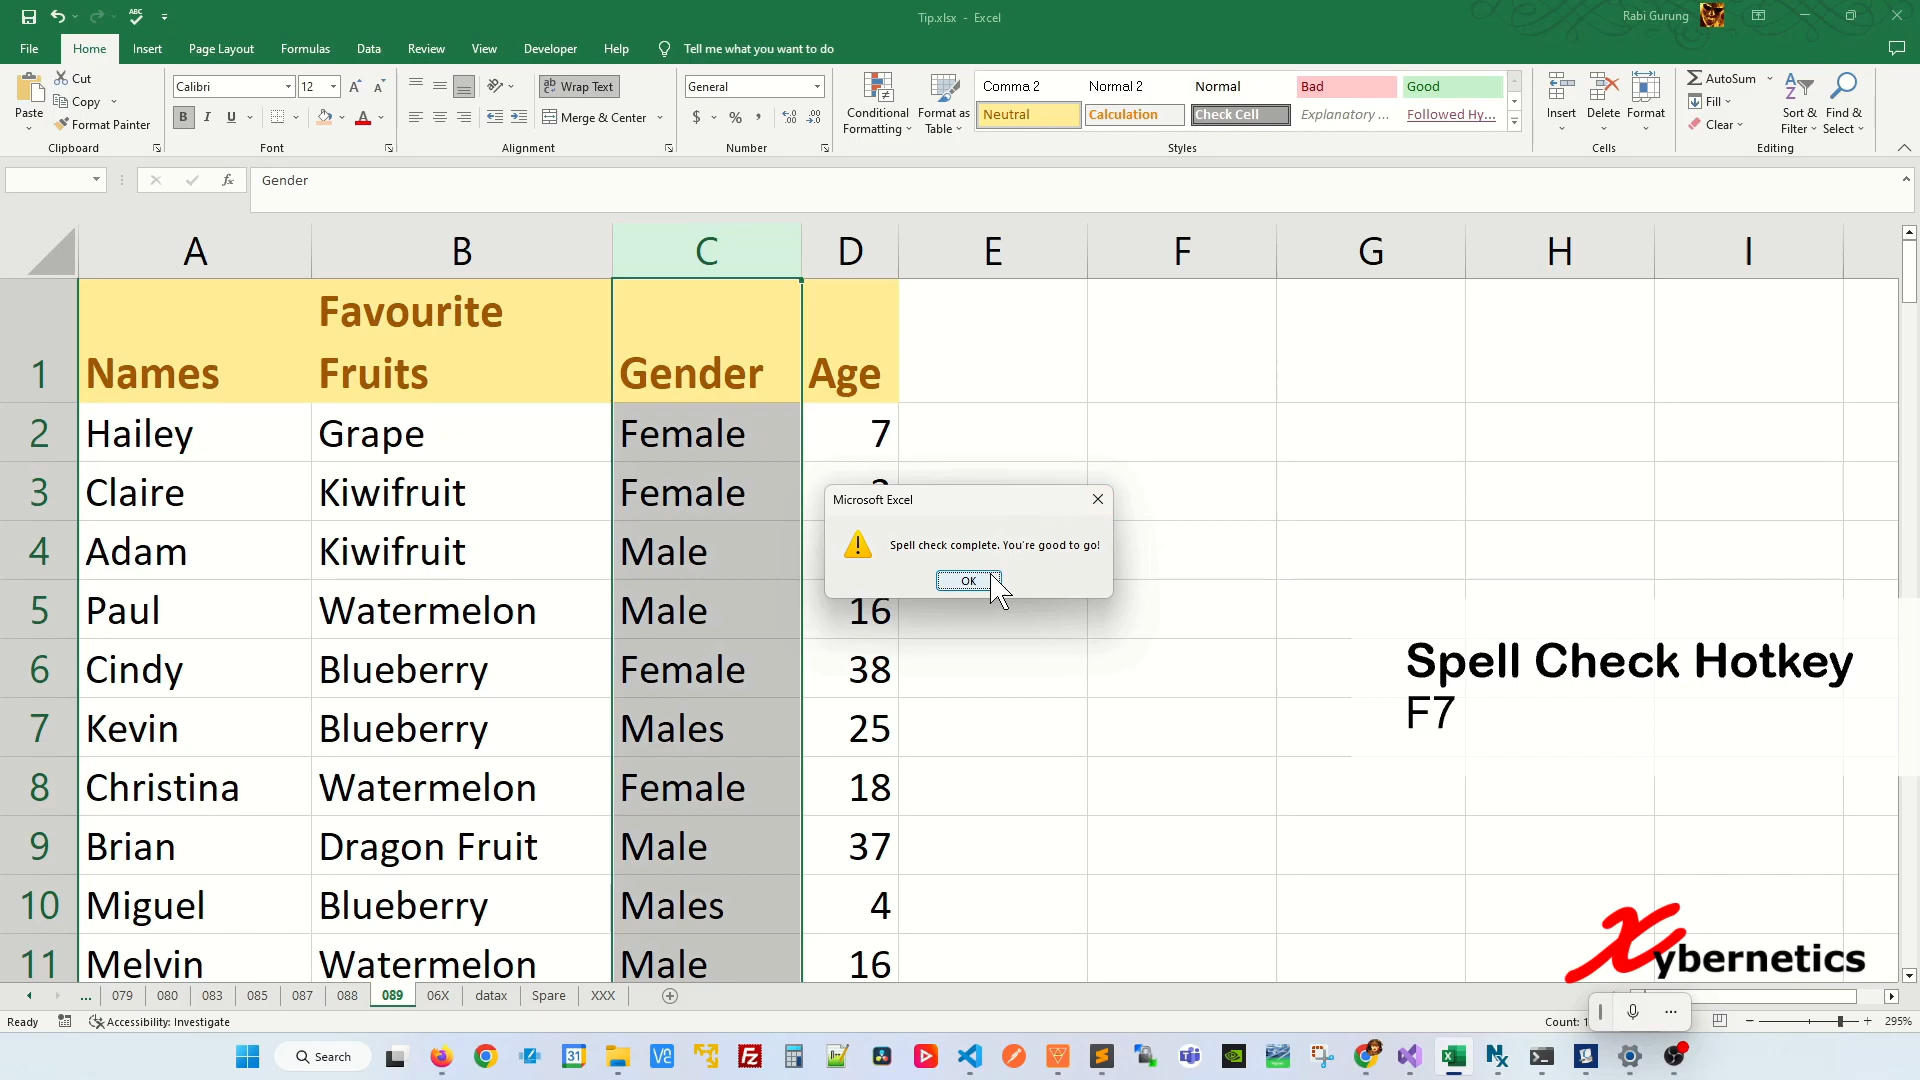 Tip.xlsx - Excel
Rabi Gurung
File Home Insert Page Layout Formulas Data Review View Developer Help Tell me what you want to do
Paste
Cut
Copy
Format Painter
Clipboard
Calibri 12
B I U
Font
Wrap Text
Merge & Center
Alignment
General
$ % ,
Number
Conditional Formatting
Format as Table
Comma 2 Normal 2 Normal Bad Good
Neutral Calculation Check Cell Explanatory ... Followed Hy...
Styles
Insert Delete Format
Cells
AutoSum
Fill
Clear
Sort & Filter
Find & Select
Editing
fx Gender
A B C D E F G H I
1 Names Favourite Fruits Gender Age
2 Hailey Grape Female 7
3 Claire Kiwifruit Female
4 Adam Kiwifruit Male
5 Paul Watermelon Male 16
6 Cindy Blueberry Female 38
7 Kevin Blueberry Males 25
8 Christina Watermelon Female 18
9 Brian Dragon Fruit Male 37
10 Miguel Blueberry Males 4
11 Melvin Watermelon Male 16
Microsoft Excel
Spell check complete. You're good to go!
OK
Spell Check Hotkey
F7
Xybernetics
... 079 080 083 085 087 088 089 06X datax Spare XXX
Ready Accessibility: Investigate
Count: 1
295%
Search
31